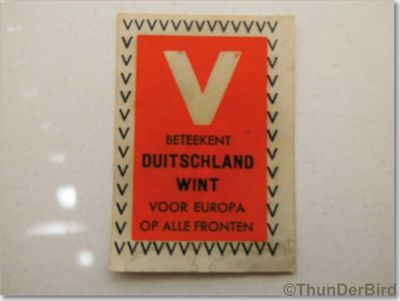 V
BETEEKENT
DUITSCHLAND
WINT
VOOR EUROPA
OP ALLE FRONTEN
©ThunDerBird